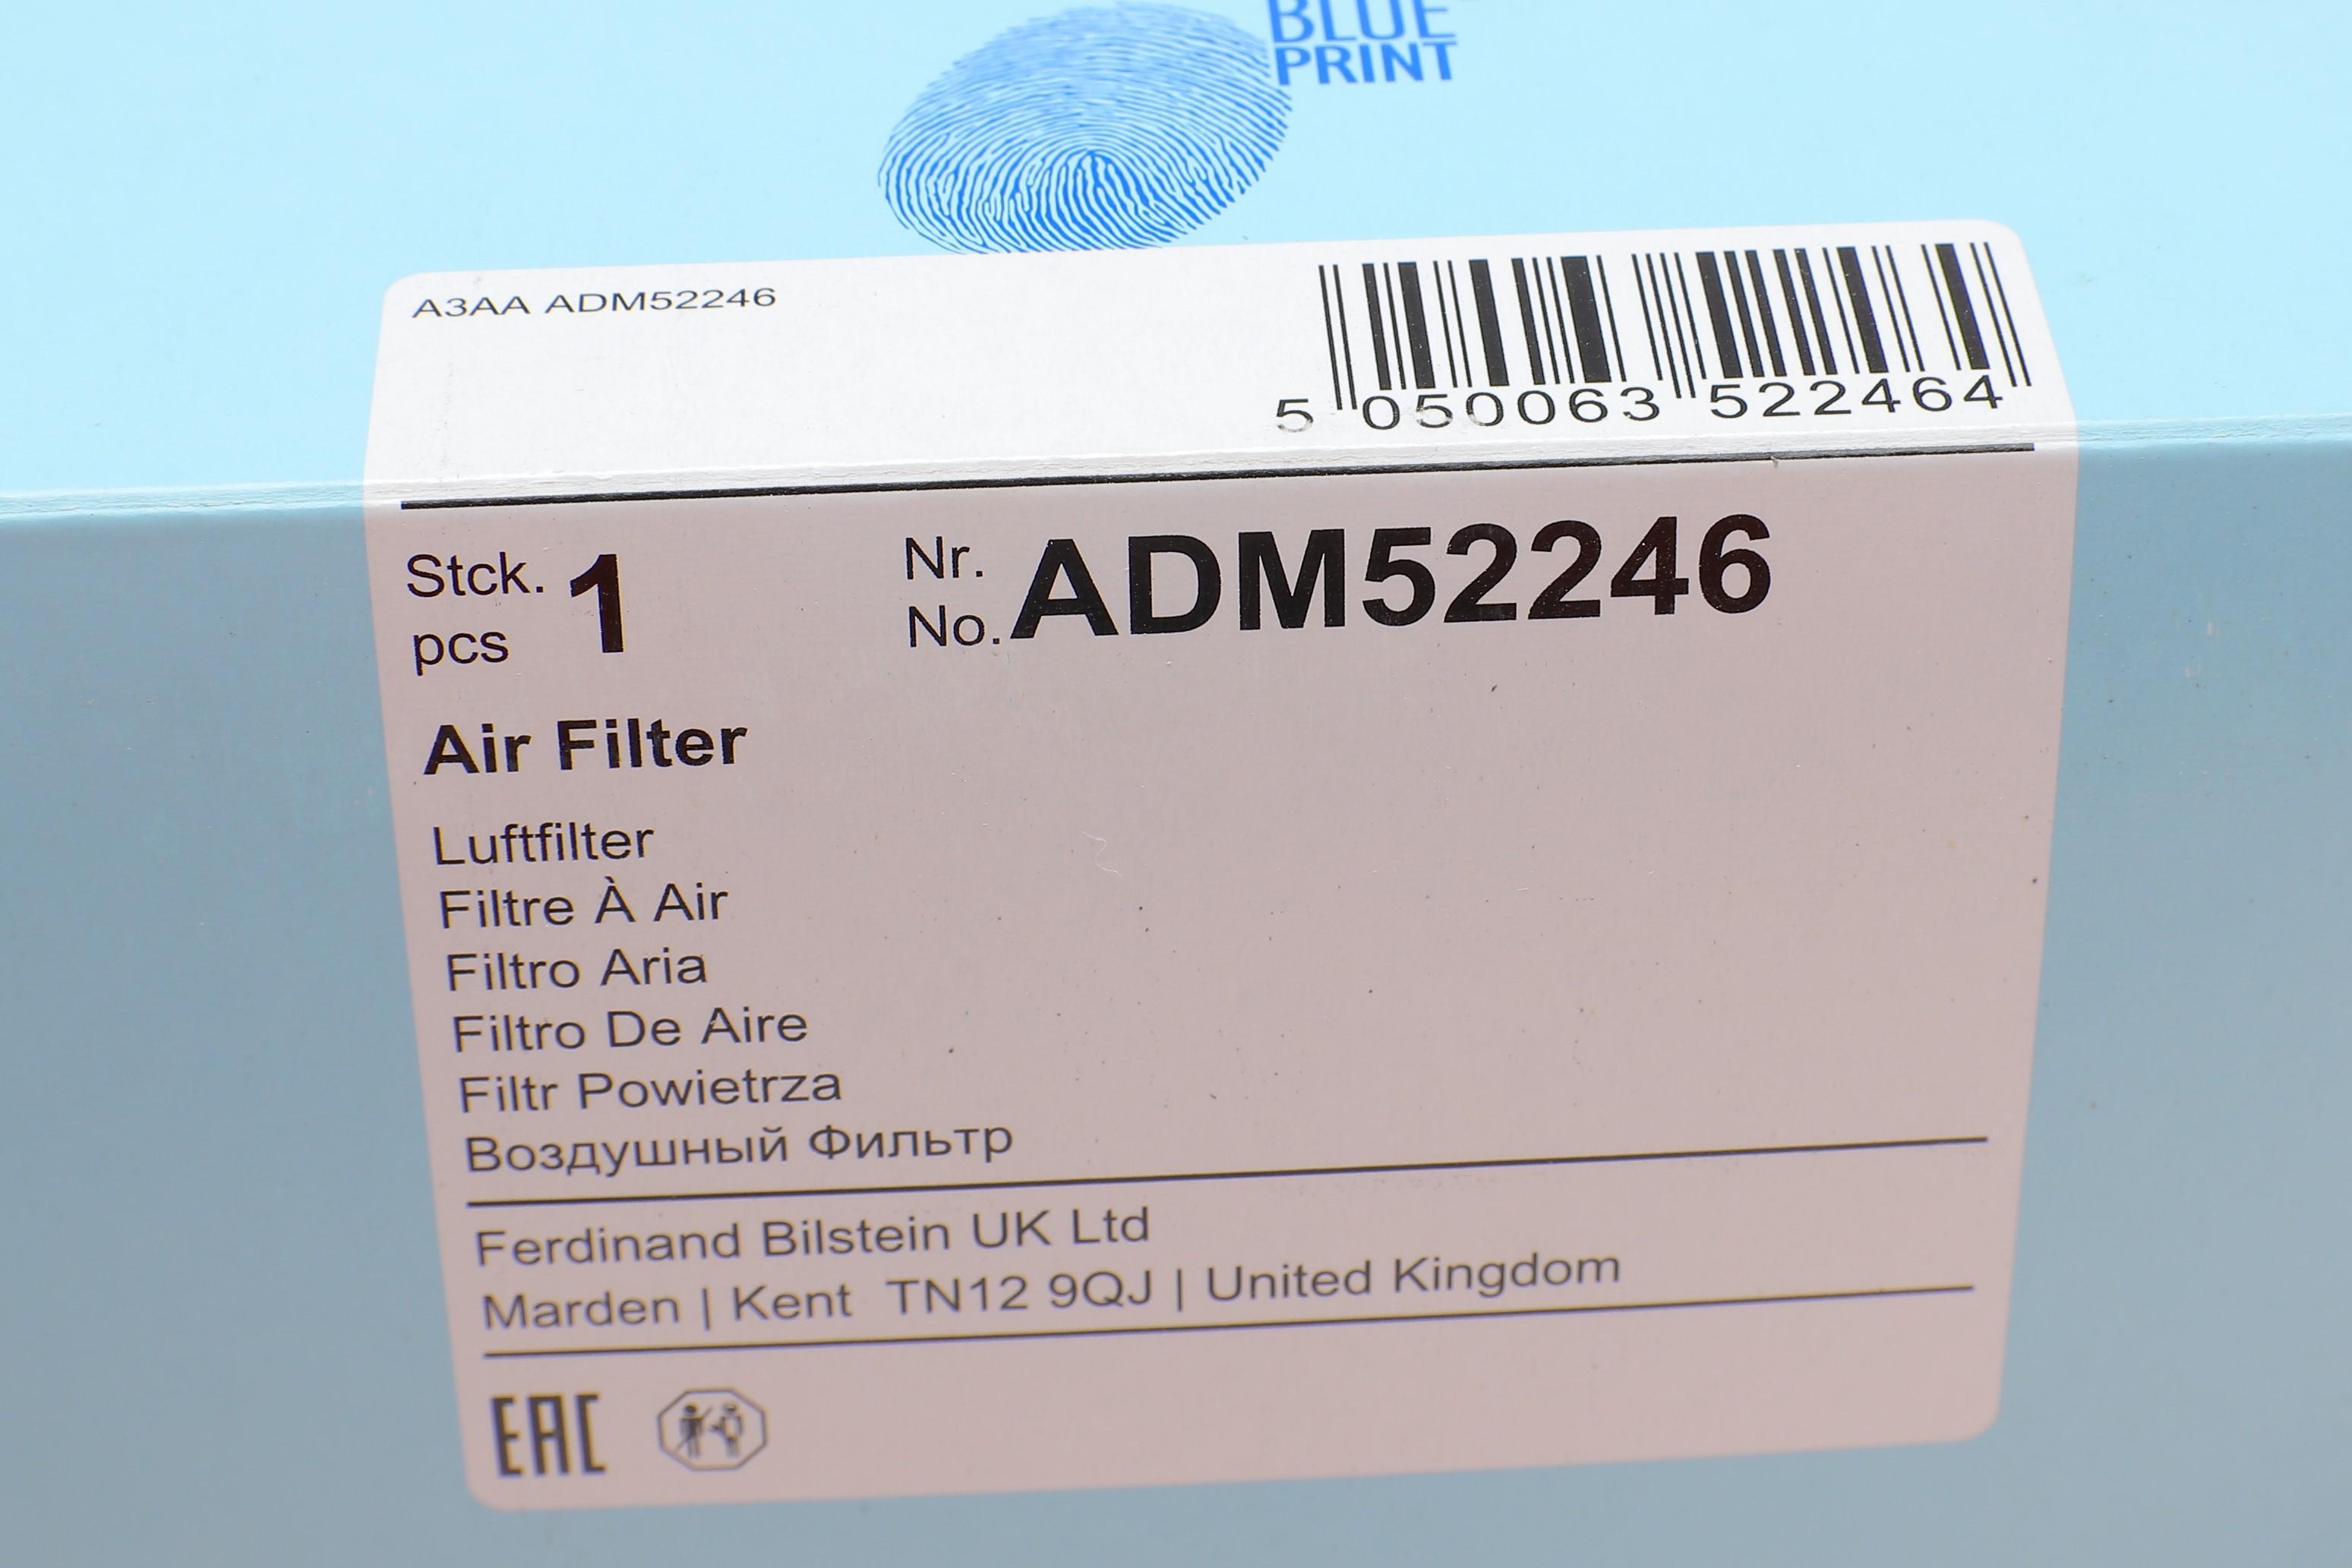 BLUE
PRINT
A3AA ADM52246
5 050063 522464
Stck.
pcs
1
Nr.
No.
ADM52246
Air Filter
Luftfilter
Filtre À Air
Filtro Aria
Filtro De Aire
Filtr Powietrza
Воздушный Фильтр
Ferdinand Bilstein UK Ltd
Marden | Kent TN12 9QJ | United Kingdom
EAC